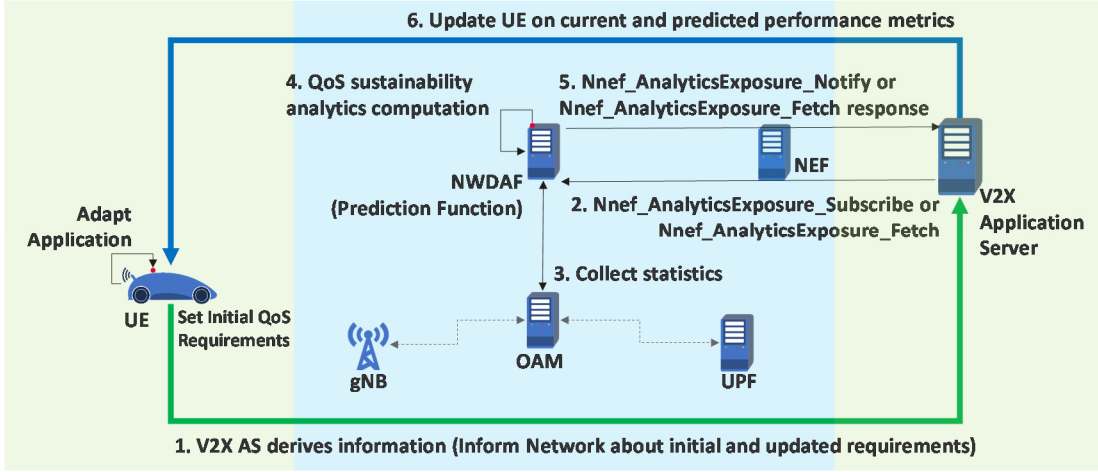 6. Update UE on current and predicted performance metrics
4. QoS sustainability
analytics computation
5. Nnef_AnalyticsExposure_Notify or
Nnef_AnalyticsExposure_Fetch response
NEF
NWDAF
(Prediction Function)
2. Nnef_AnalyticsExposure_Subscribe or
Nnef_AnalyticsExposure_Fetch
V2X
Application
Server
Adapt
Application
3. Collect statistics
UE
Set Initial QoS
Requirements
gNB
OAM
UPF
1. V2X AS derives information (Inform Network about initial and updated requirements)